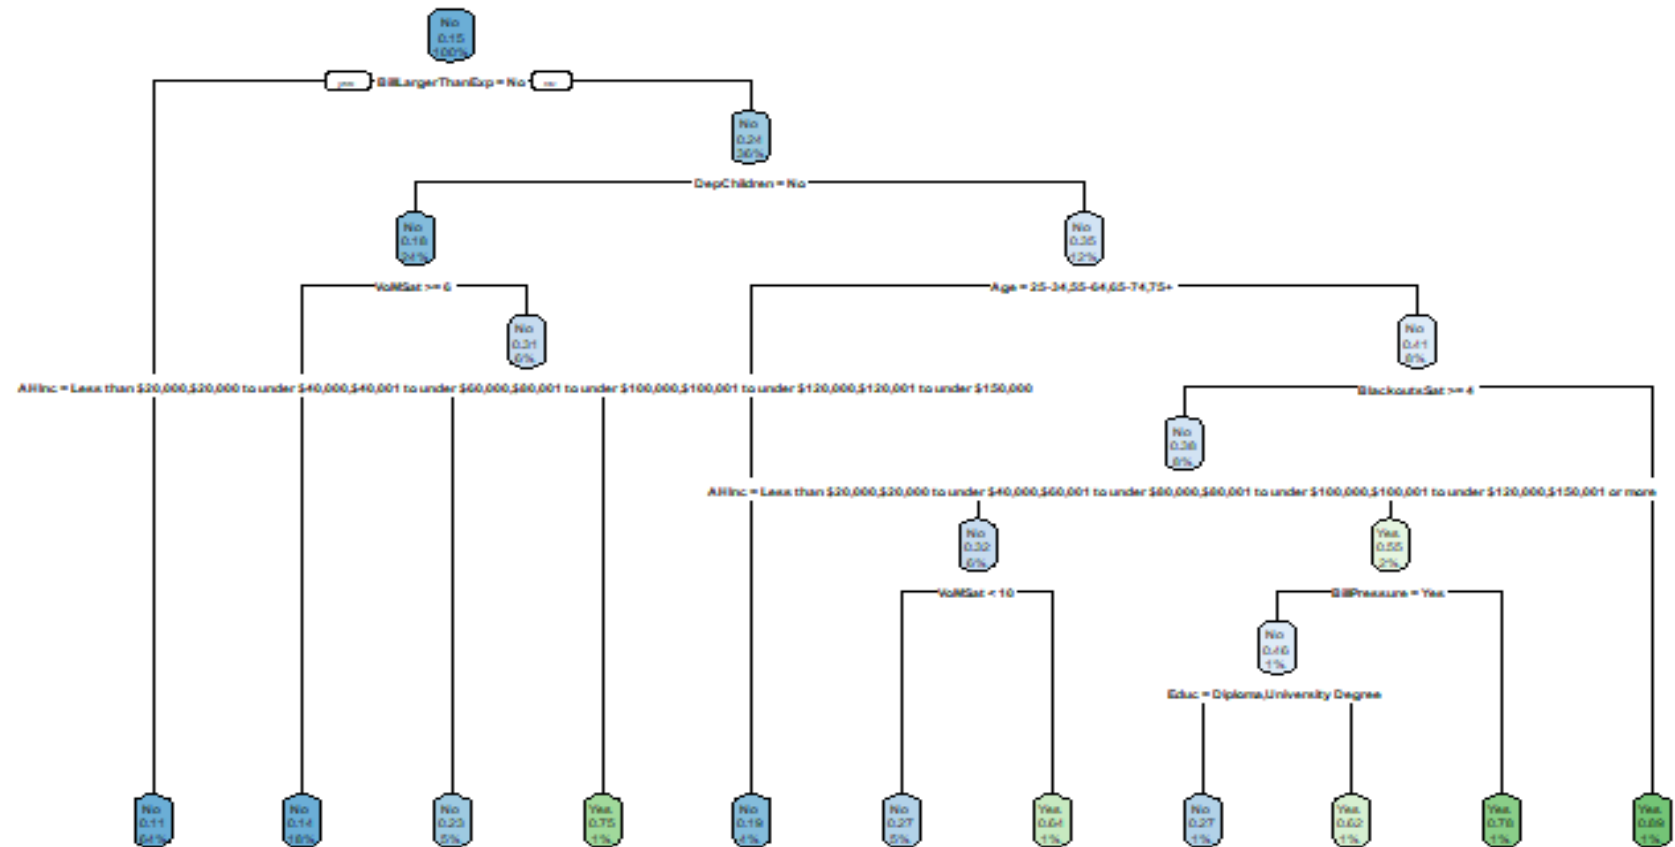 No
0.15
100%
yes BillLargerThanExp = No no
No
0.24
36%
DepChildren = No
No
0.18
24%
No
0.35
12%
VoMSat >= 6
Age = 25-34,55-64,65-74,75+
No
0.31
6%
No
0.41
8%
AHInc = Less than $20,000,$20,000 to under $40,000,$40,001 to under $60,000,$80,001 to under $100,000,$100,001 to under $120,000,$120,001 to under $150,000
BlackoutsSat >= 4
No
0.38
8%
AHInc = Less than $20,000,$20,000 to under $40,000,$60,001 to under $80,000,$80,001 to under $100,000,$100,001 to under $120,000,$150,001 or more
No
0.32
6%
Yes
0.55
2%
VoMSat < 10
BillPressure = Yes
No
0.46
1%
Educ = Diploma,University Degree
No
0.11
64%
No
0.14
18%
No
0.23
5%
Yes
0.75
1%
No
0.19
4%
No
0.27
5%
Yes
0.64
1%
No
0.27
1%
Yes
0.62
1%
Yes
0.78
1%
Yes
0.89
1%